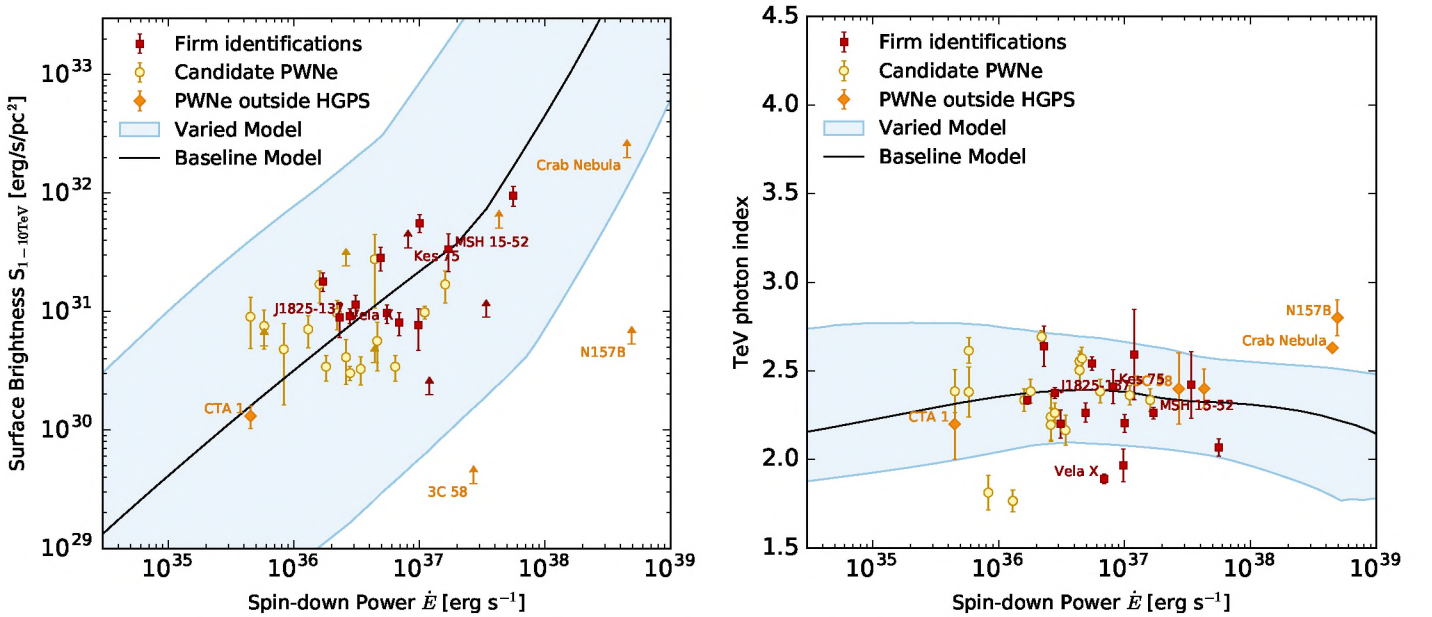 Surface Brightness S₁₋₁₀TeV [erg/s/pc²]
10³³
10³²
10³¹
10³⁰
10²⁹
Firm identifications
Candidate PWNe
PWNe outside HGPS
Varied Model
Baseline Model
Crab Nebula
MSH 15-52
Kes 75
J1825-137
N157B
CTA 1
3C 58
10³⁵ 10³⁶ 10³⁷ 10³⁸ 10³⁹
Spin-down Power Ė [erg s⁻¹]
TeV photon index
4.5
4.0
3.5
3.0
2.5
2.0
1.5
Firm identifications
Candidate PWNe
PWNe outside HGPS
Varied Model
Baseline Model
N157B
Crab Nebula
Kes 75
J1825-137
MSH 15-52
CTA 1
Vela X
10³⁵ 10³⁶ 10³⁷ 10³⁸ 10³⁹
Spin-down Power Ė [erg s⁻¹]